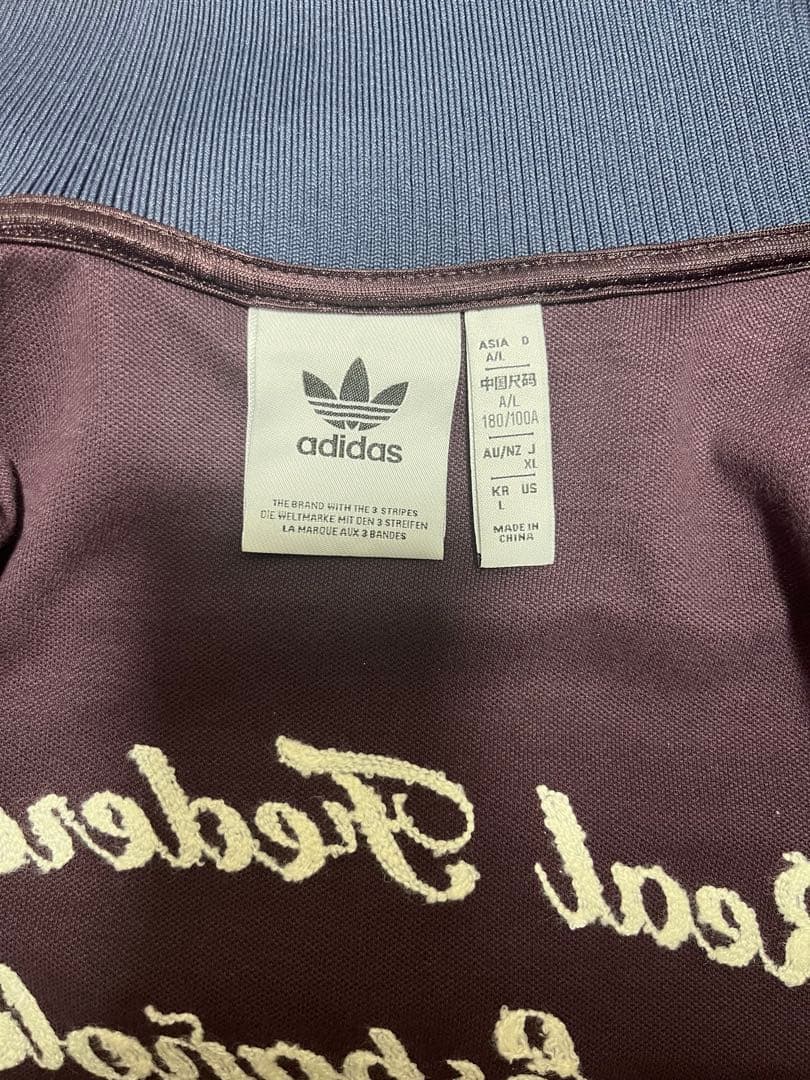 adidas
THE BRAND WITH THE 3 STRIPES
DIE WELTMARKE MIT DEN 3 STREIFEN
LA MARQUE AUX 3 BANDES
ASIA D
A/L
中国尺码
A/L
180/100A
AU/NZ J
XL
KR US
L
MADE IN
CHINA
Real Feder